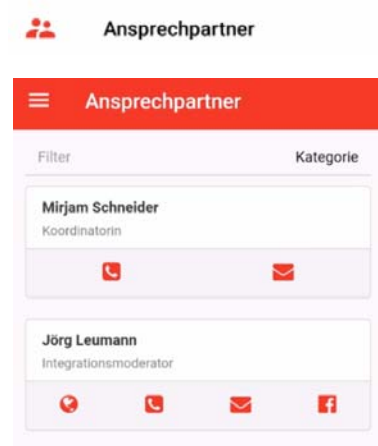 Ansprechpartner
Ansprechpartner
Filter Kategorie
Mirjam Schneider
Koordinatorin
Jörg Leumann
Integrationsmoderator